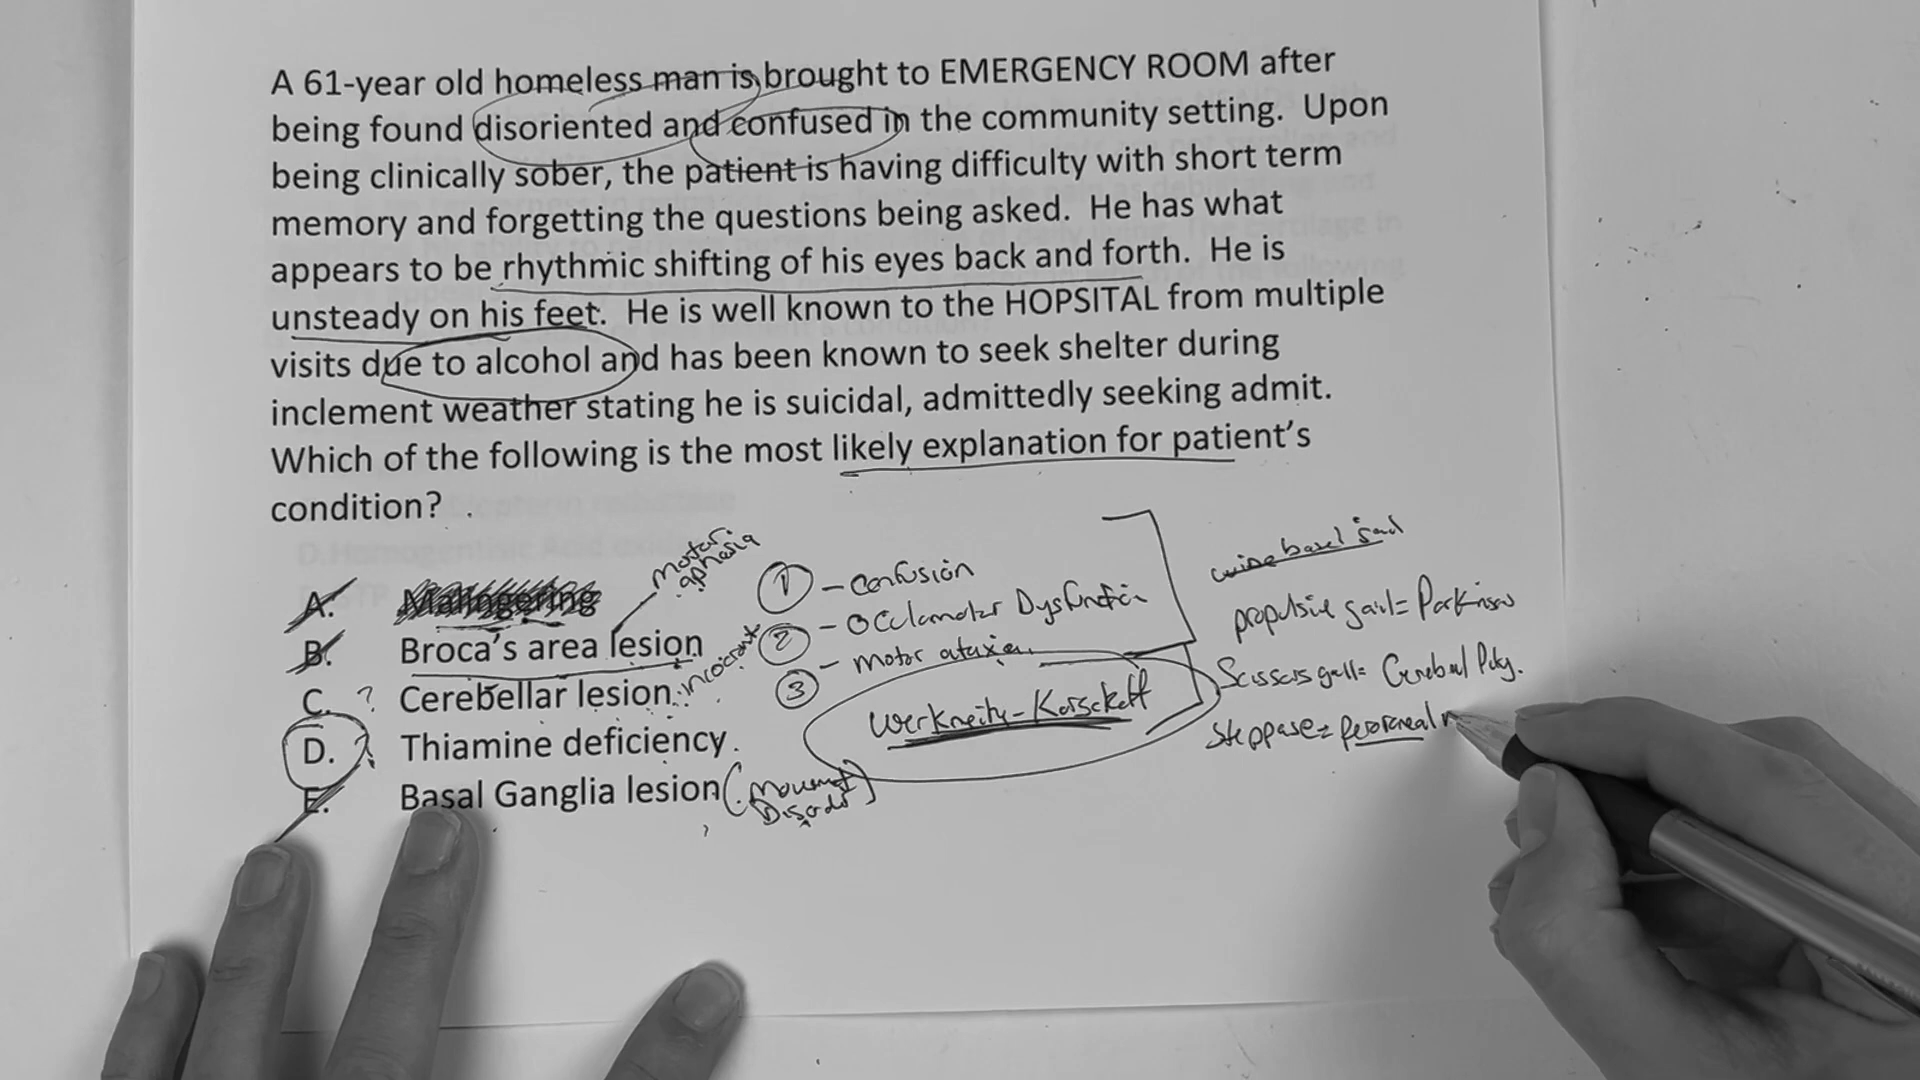 A 61-year old homeless man is brought to EMERGENCY ROOM after
being found disoriented and confused in the community setting. Upon
being clinically sober, the patient is having difficulty with short term
memory and forgetting the questions being asked. He has what
appears to be rhythmic shifting of his eyes back and forth. He is
unsteady on his feet. He is well known to the HOPSITAL from multiple
visits due to alcohol and has been known to seek shelter during
inclement weather stating he is suicidal, admittedly seeking admit.
Which of the following is the most likely explanation for patient's
condition?
A. Malingering
B. Broca's area lesion
motor
aphasia
C. ? Cerebellar lesion
D. ? Thiamine deficiency
E. Basal Ganglia lesion (movement
Disorder)
1 - confusion
2 - Oculomotor Dysfunction
3 - motor ataxia
Werkneity-Korsckoff
wide based gait
propulsive gait = Parkinsons
Scissors gait = Cerebral Palsy.
Steppase = peroneal n